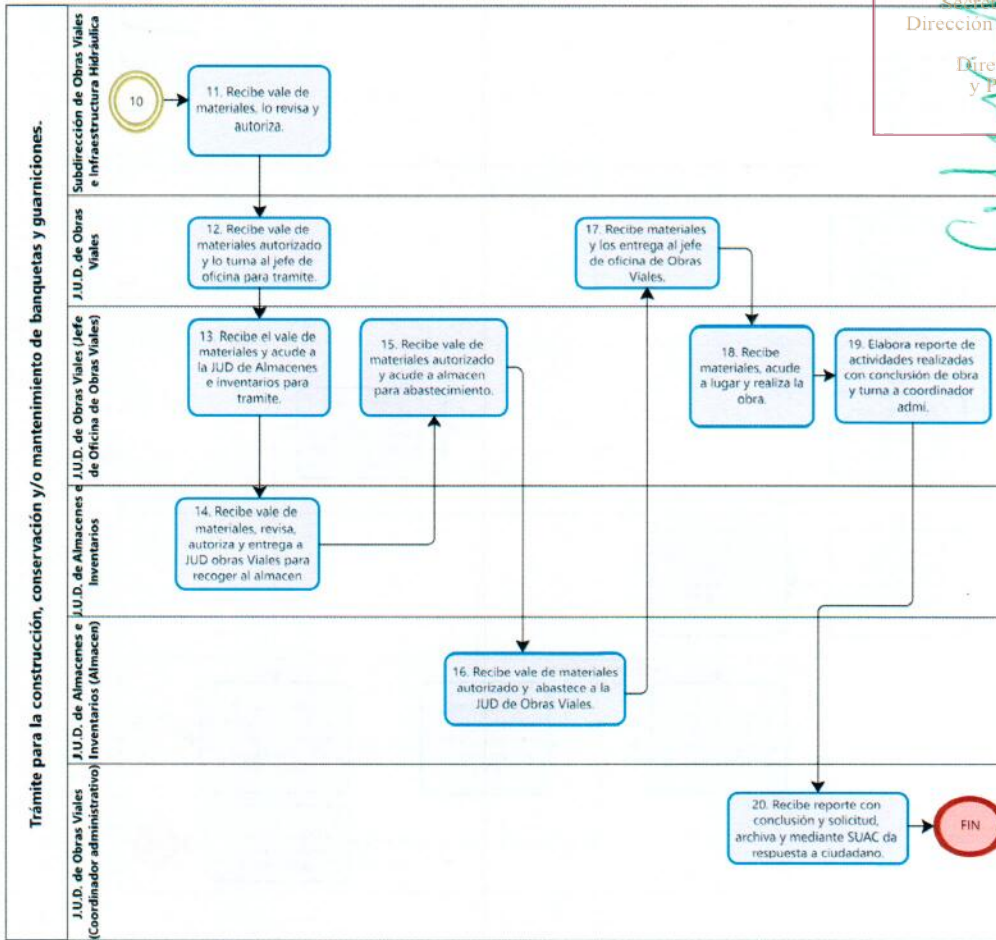 Trámite para la construcción, conservación y/o mantenimiento de banquetas y guarniciones.
Subdirección de Obras Viales
e Infraestructura Hidráulica
10
11. Recibe vale de
materiales, lo revisa y
autoriza.
J.U.D. de Obras
Viales
12. Recibe vale de
materiales autorizado
y lo turna al jefe de
oficina para tramite.
17. Recibe materiales
y los entrega al jefe
de oficina de Obras
Viales.
J.U.D. de Obras Viales (Jefe
de Oficina de Obras Viales)
13. Recibe el vale de
materiales y acude a
la JUD de Almacenes
e inventarios para
tramite.
15. Recibe vale de
materiales autorizado
y acude a almacen
para abastecimiento.
18. Recibe
materiales, acude
a lugar y realiza la
obra.
19. Elabora reporte de
actividades realizadas
con conclusión de obra
y turna a coordinador
admi.
J.U.D. de Almacenes e
Inventarios
14. Recibe vale de
materiales, revisa,
autoriza y entrega a
JUD obras Viales para
recoger al almacen
J.U.D. de Almacenes e
Inventarios (Almacen)
16. Recibe vale de materiales
autorizado y abastece a la
JUD de Obras Viales.
J.U.D. de Obras Viales
(Coordinador administrativo)
20. Recibe reporte con
conclusión y solicitud,
archiva y mediante SUAC da
respuesta a ciudadano.
FIN
Dirección
y P